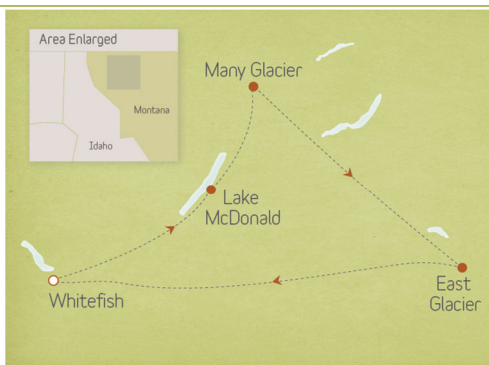 Area Enlarged
Montana
Idaho
Many Glacier
Lake
McDonald
Whitefish
East
Glacier